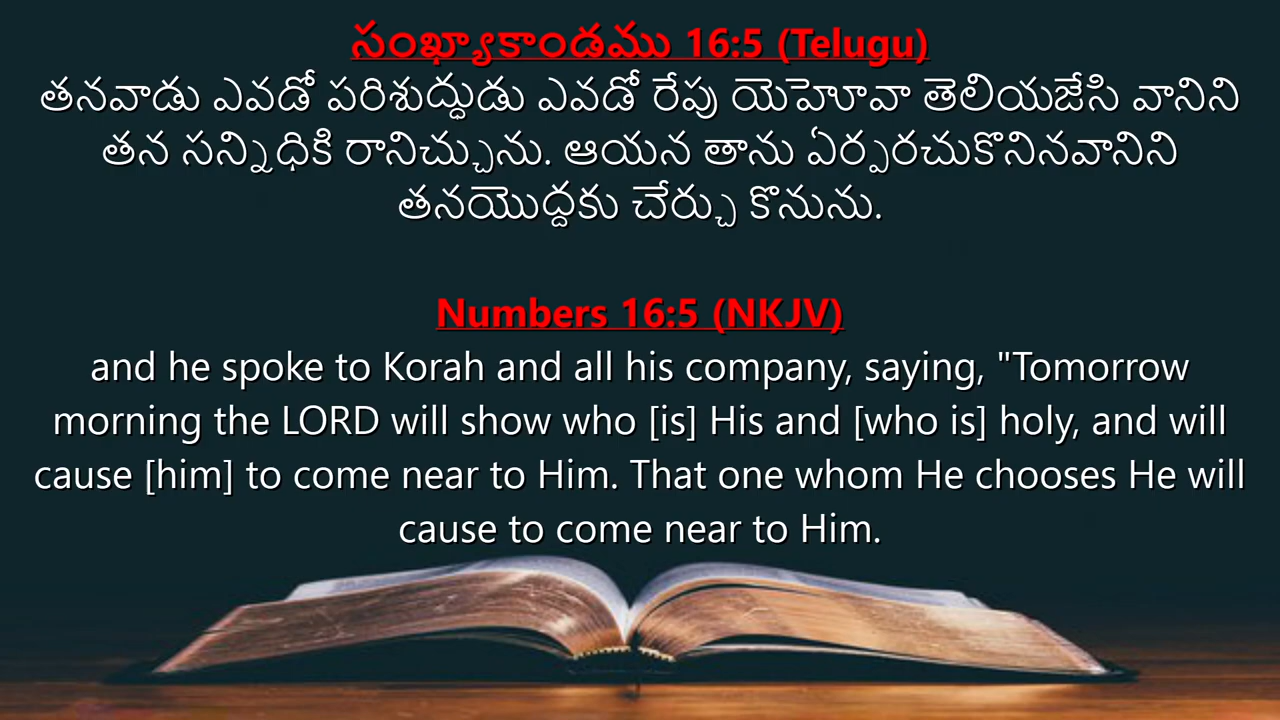 సంఖ్యాకాండము 16:5 (Telugu)
తనవాడు ఎవడో పరిశుద్ధుడు ఎవడో రేపు యెహెూవా తెలియజేసి వానిని
తన సన్నిధికి రానిచ్చును. ఆయన తాను ఏర్పరచుకొనినవానిని
తనయొద్దకు చేర్చు కొనును.
Numbers 16:5 (NKJV)
and he spoke to Korah and all his company, saying, "Tomorrow
morning the LORD will show who [is] His and [who is] holy, and will
cause [him] to come near to Him. That one whom He chooses He will
cause to come near to Him.